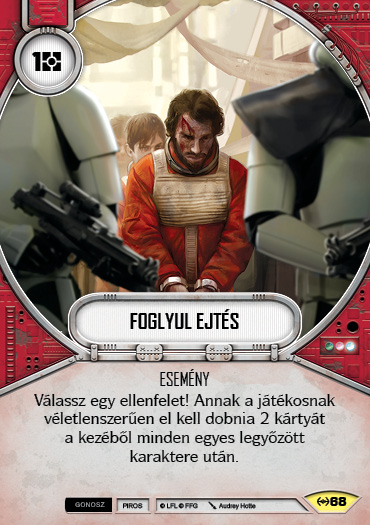 1
FOGLYUL EJTÉS
ESEMÉNY
Válassz egy ellenfelet! Annak a játékosnak
véletlenszerűen el kell dobnia 2 kártyát
a kezéből minden egyes legyőzött
karaktere után.
GONOSZ PIROS © LFL © FFG Audrey Hotte 68